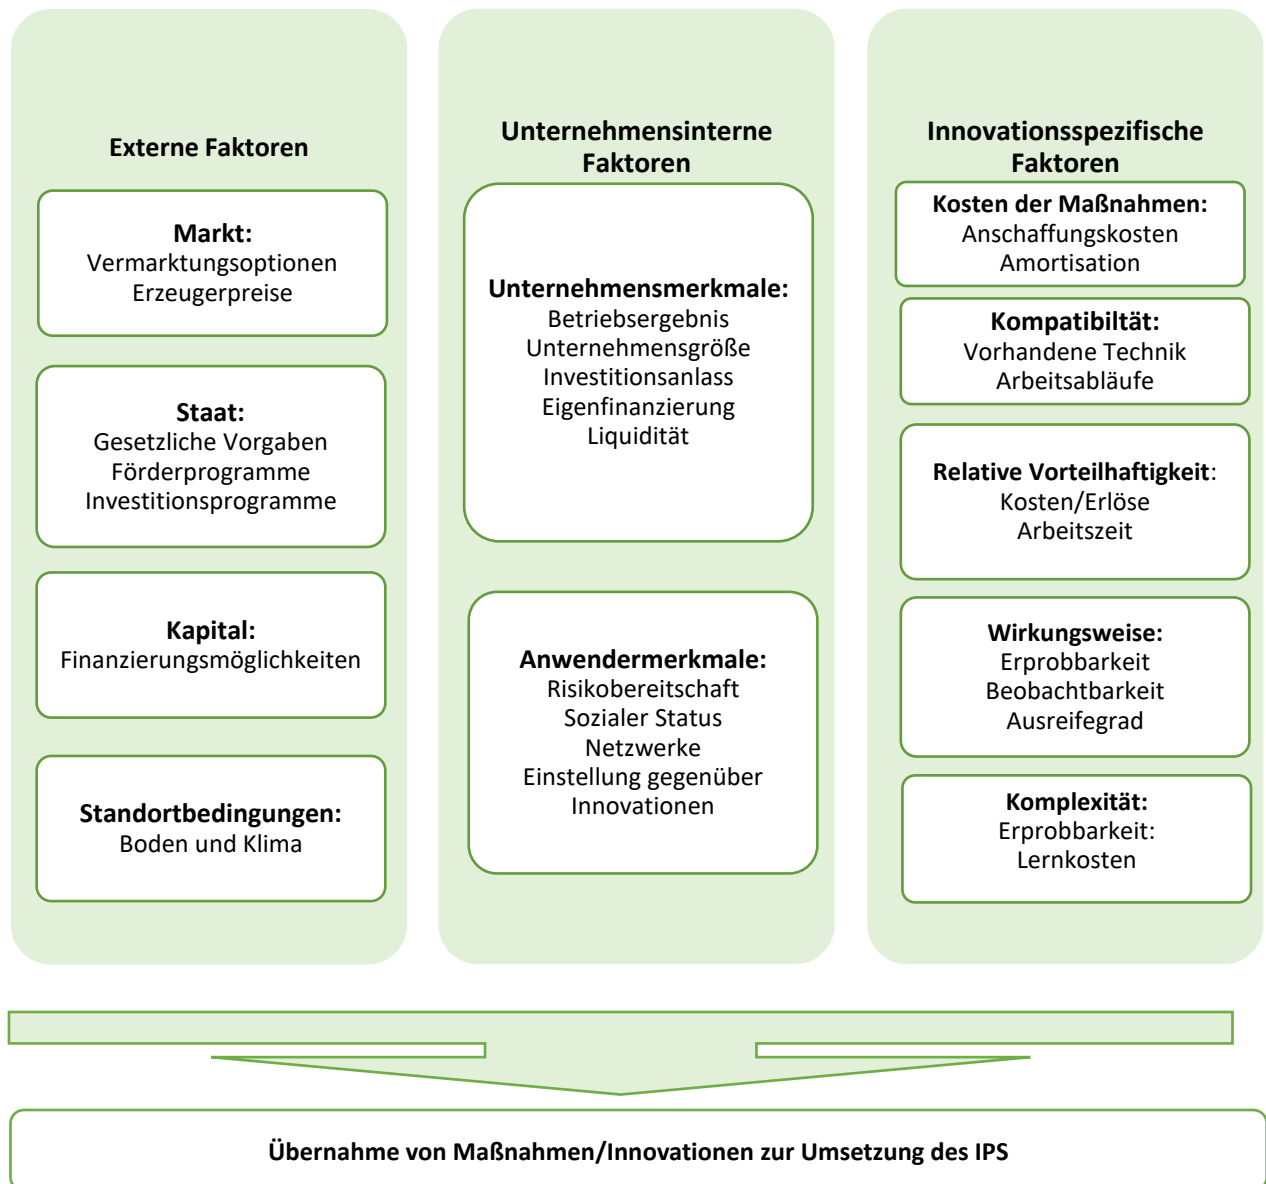 Externe Faktoren
Markt:
Vermarktungsoptionen
Erzeugerpreise
Staat:
Gesetzliche Vorgaben
Förderprogramme
Investitionsprogramme
Kapital:
Finanzierungsmöglichkeiten
Standortbedingungen:
Boden und Klima
Unternehmensinterne
Faktoren
Unternehmensmerkmale:
Betriebsergebnis
Unternehmensgröße
Investitionsanlass
Eigenfinanzierung
Liquidität
Anwendermerkmale:
Risikobereitschaft
Sozialer Status
Netzwerke
Einstellung gegenüber
Innovationen
Innovationsspezifische
Faktoren
Kosten der Maßnahmen:
Anschaffungskosten
Amortisation
Kompatibiltät:
Vorhandene Technik
Arbeitsabläufe
Relative Vorteilhaftigkeit:
Kosten/Erlöse
Arbeitszeit
Wirkungsweise:
Erprobbarkeit
Beobachtbarkeit
Ausreifegrad
Komplexität:
Erprobbarkeit:
Lernkosten
Übernahme von Maßnahmen/Innovationen zur Umsetzung des IPS